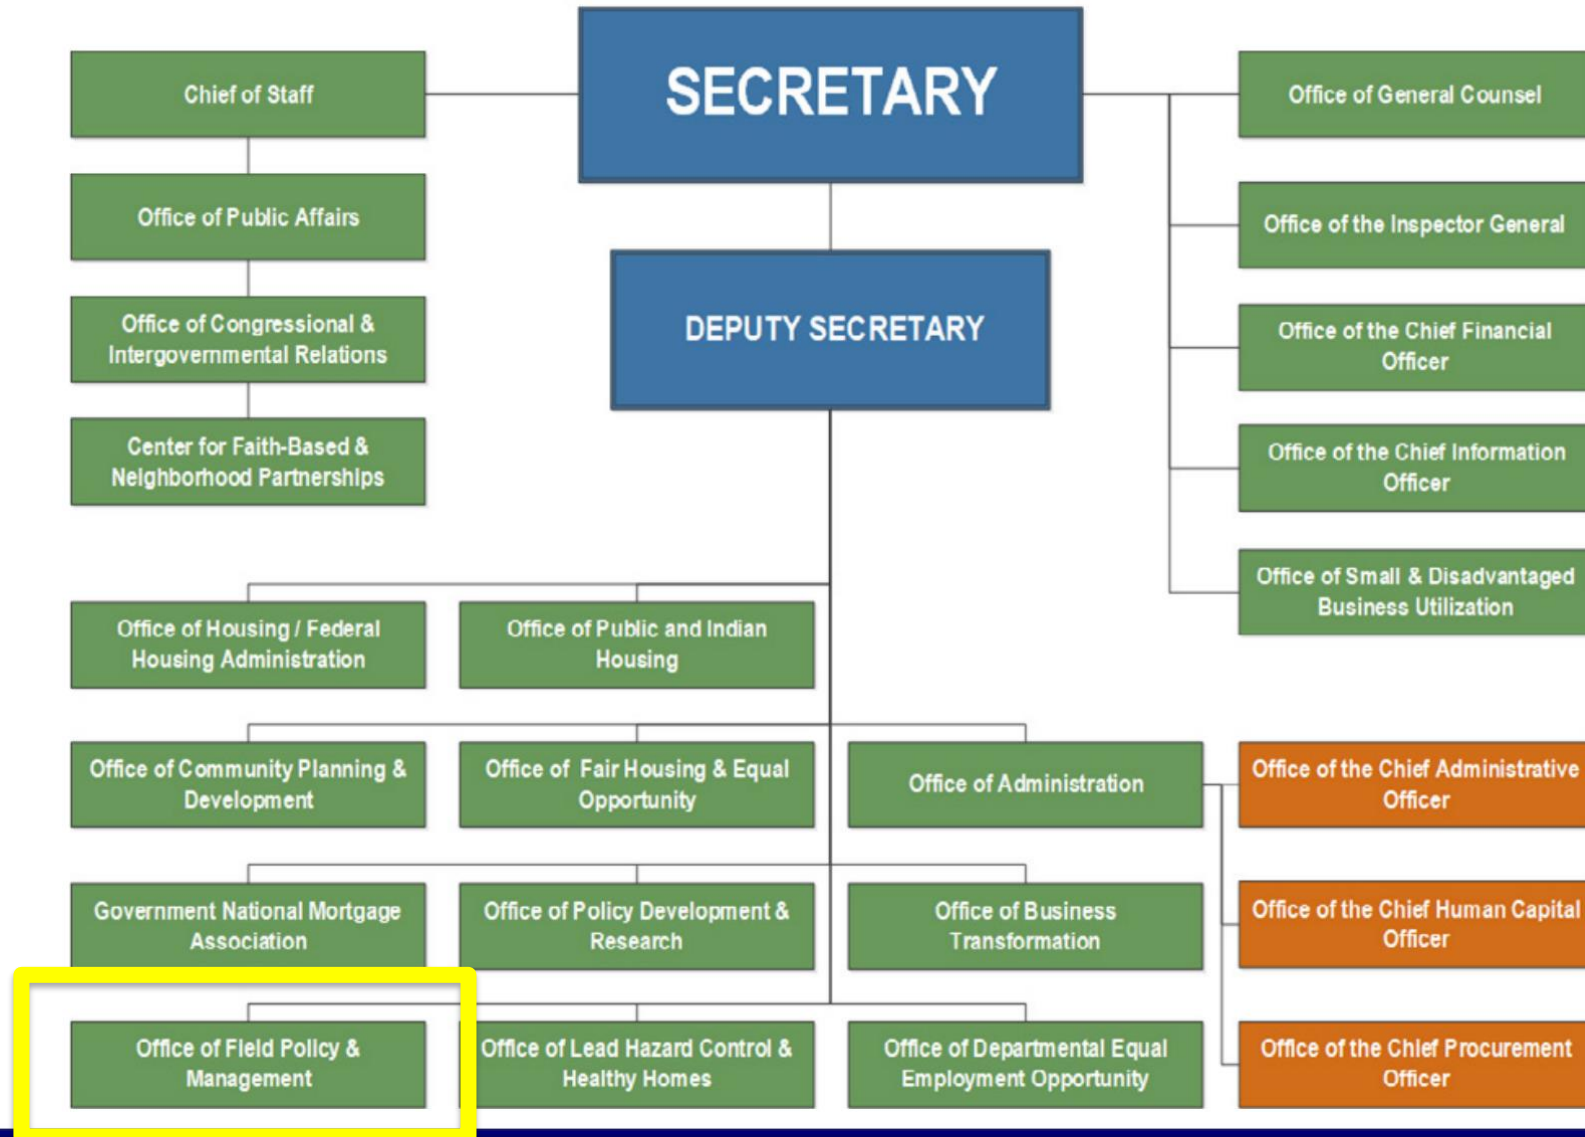 SECRETARY
Chief of Staff
Office of General Counsel
Office of Public Affairs
Office of the Inspector General
DEPUTY SECRETARY
Office of Congressional &
Intergovernmental Relations
Office of the Chief Financial
Officer
Center for Faith-Based &
Neighborhood Partnerships
Office of the Chief Information
Officer
Office of Small & Disadvantaged
Business Utilization
Office of Housing / Federal
Housing Administration
Office of Public and Indian
Housing
Office of Community Planning &
Development
Office of Fair Housing & Equal
Opportunity
Office of Administration
Office of the Chief Administrative
Officer
Government National Mortgage
Association
Office of Policy Development &
Research
Office of Business
Transformation
Office of the Chief Human Capital
Officer
Office of Field Policy &
Management
Office of Lead Hazard Control &
Healthy Homes
Office of Departmental Equal
Employment Opportunity
Office of the Chief Procurement
Officer